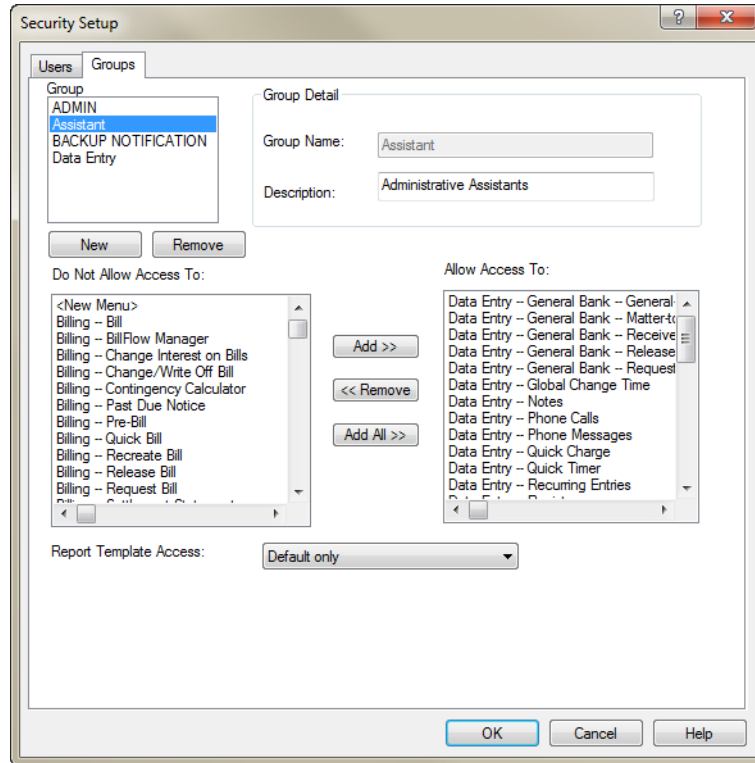 Security Setup
Users
Groups
Group
ADMIN
Assistant
BACKUP NOTIFICATION
Data Entry
New
Remove
Group Detail
Group Name:
Assistant
Description:
Administrative Assistants
Do Not Allow Access To:
<New Menu>
Billing -- Bill
Billing -- BillFlow Manager
Billing -- Change Interest on Bills
Billing -- Change/Write Off Bill
Billing -- Contingency Calculator
Billing -- Past Due Notice
Billing -- Pre-Bill
Billing -- Quick Bill
Billing -- Recreate Bill
Billing -- Release Bill
Billing -- Request Bill
Add >>
<< Remove
Add All >>
Allow Access To:
Data Entry -- General Bank -- General-
Data Entry -- General Bank -- Matter-to
Data Entry -- General Bank -- Receive
Data Entry -- General Bank -- Release
Data Entry -- General Bank -- Request
Data Entry -- Global Change Time
Data Entry -- Notes
Data Entry -- Phone Calls
Data Entry -- Phone Messages
Data Entry -- Quick Charge
Data Entry -- Quick Timer
Data Entry -- Recurring Entries
Report Template Access:
Default only
OK
Cancel
Help